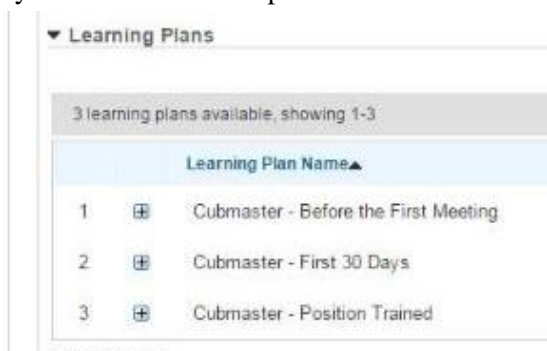 Learning Plans
3 learning plans available, showing 1-3
Learning Plan Name
1 Cubmaster - Before the First Meeting
2 Cubmaster - First 30 Days
3 Cubmaster - Position Trained